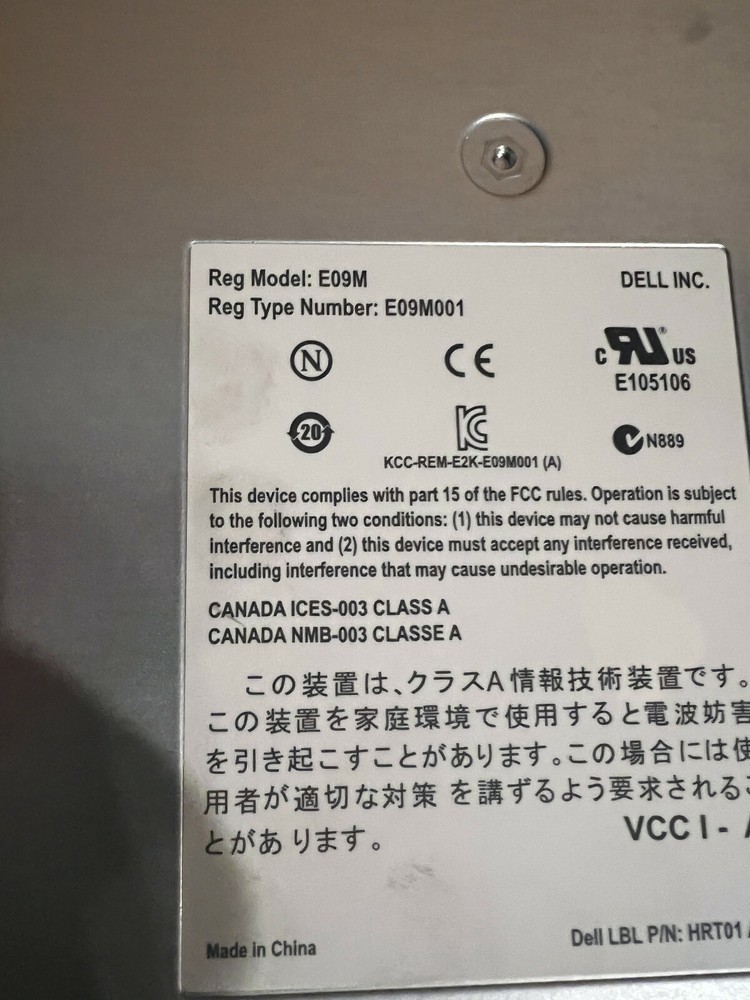 Reg Model: E09M
DELL INC.
Reg Type Number: E09M001
N
CE
c RU ® US
E105106
20
KC
N889
KCC-REM-E2K-E09M001 (A)
This device complies with part 15 of the FCC rules. Operation is subject
to the following two conditions: (1) this device may not cause harmful
interference and (2) this device must accept any interference received,
including interference that may cause undesirable operation.
CANADA ICES-003 CLASS A
CANADA NMB-003 CLASSE A
この装置は、クラスA情報技術装置です。
この装置を家庭環境で使用すると電波妨害
を引き起こすことがあります。この場合には使
用者が適切な対策 を講ずるよう要求されるこ
とがあ ります。
VCC I -
Made in China
Dell LBL P/N: HRT01